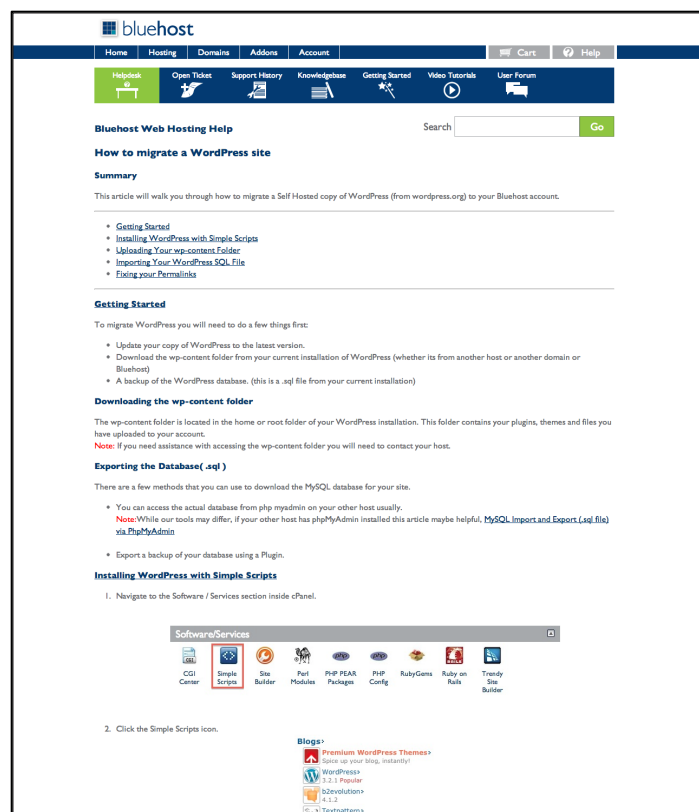 bluehost
Home Hosting Domains Addons Account Cart Help
Helpdesk Open Ticket Support History Knowledgebase Getting Started Video Tutorials User Forum
Bluehost Web Hosting Help
Search Go
How to migrate a WordPress site
Summary
This article will walk you through how to migrate a Self Hosted copy of WordPress (from wordpress.org) to your Bluehost account.
Getting Started
Installing WordPress with Simple Scripts
Uploading Your wp-content Folder
Importing Your WordPress SQL File
Fixing your Permalinks
Getting Started
To migrate WordPress you will need to do a few things first:
Update your copy of WordPress to the latest version.
Download the wp-content folder from your current installation of WordPress (whether its from another host or another domain or
Bluehost)
A backup of the WordPress database. (this is a .sql file from your current installation)
Downloading the wp-content folder
The wp-content folder is located in the home or root folder of your WordPress installation. This folder contains your plugins, themes and files you
have uploaded to your account.
Note: If you need assistance with accessing the wp-content folder you will need to contact your host.
Exporting the Database( .sql )
There are a few methods that you can use to download the MySQL database for your site.
You can access the actual database from php myadmin on your other host usually.
Note:While our tools may differ, if your other host has phpMyAdmin installed this article maybe helpful, MySQL Import and Export (.sql file)
via PhpMyAdmin
Export a backup of your database using a Plugin.
Installing WordPress with Simple Scripts
1. Navigate to the Software / Services section inside cPanel.
Software/Services
CGI Center
Simple Scripts
Site Builder
Perl Modules
PHP PEAR Packages
PHP Config
RubyGems
Ruby on Rails
Trendy Site Builder
2. Click the Simple Scripts icon.
Blogs›
Premium WordPress Themes›
Spice up your blog, instantly!
WordPress›
3.2.1 Popular
b2evolution›
4.1.2
Textpattern›